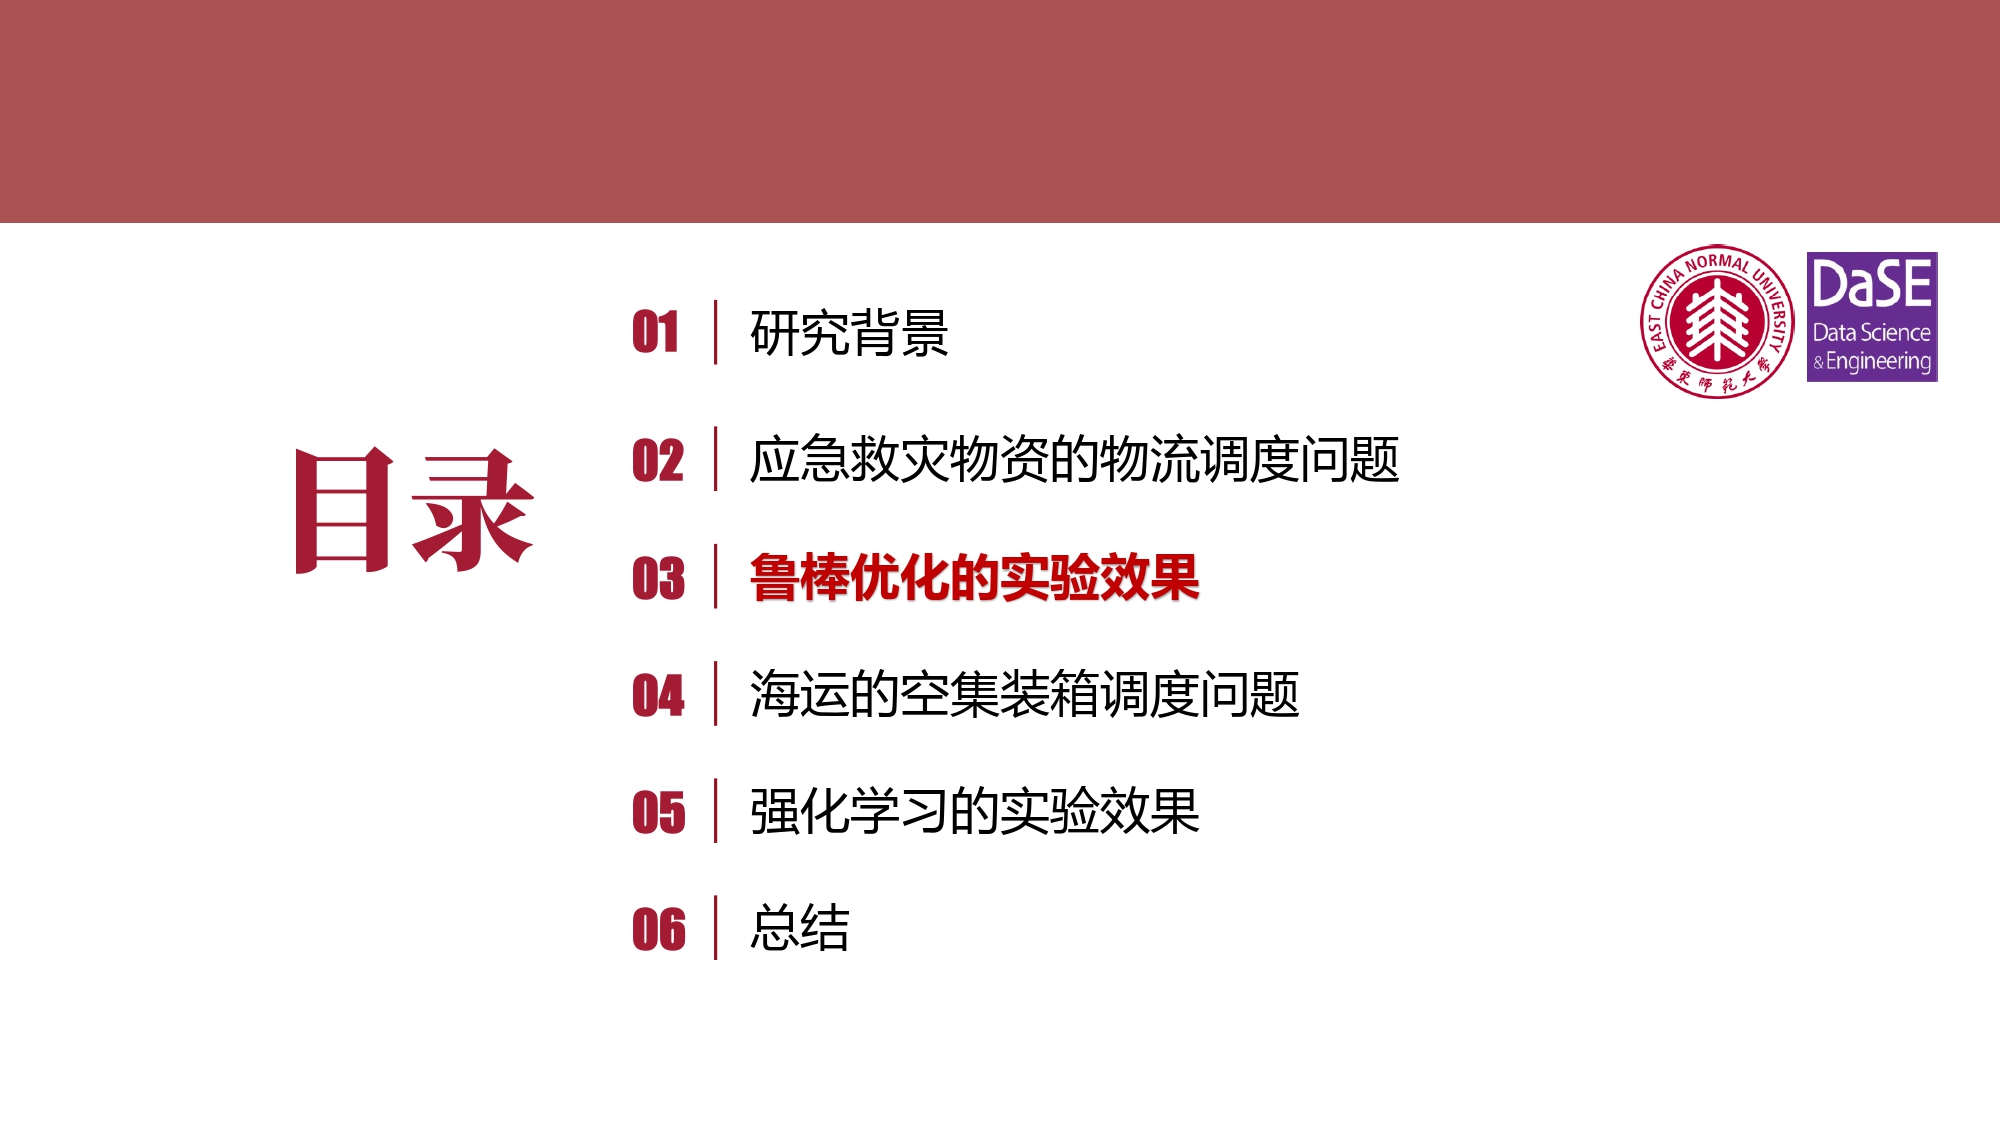 目录
01 研究背景
02 应急救灾物资的物流调度问题
03 鲁棒优化的实验效果
04 海运的空集装箱调度问题
05 强化学习的实验效果
06 总结
EAST CHINA NORMAL UNIVERSITY
華東師範大學
DaSE
Data Science
&Engineering